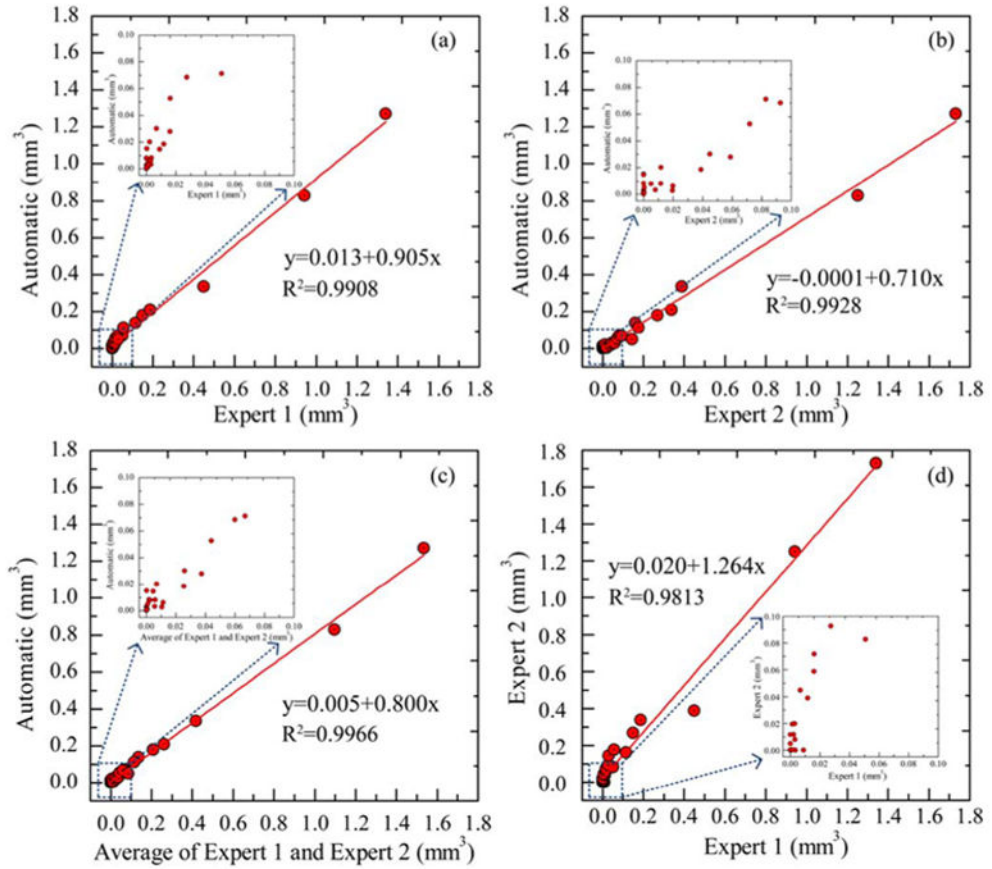 (a)
Automatic (mm³)
1.8
1.6
1.4
1.2
1.0
0.8
0.6
0.4
0.2
0.0
0.0 0.2 0.4 0.6 0.8 1.0 1.2 1.4 1.6 1.8
Expert 1 (mm³)
Automatic (mm³)
0.10
0.08
0.06
0.04
0.02
0.00
0.00 0.02 0.04 0.06 0.08 0.10
Expert 1 (mm³)
y=0.013+0.905x
R²=0.9908
(b)
Automatic (mm³)
1.8
1.6
1.4
1.2
1.0
0.8
0.6
0.4
0.2
0.0
0.0 0.2 0.4 0.6 0.8 1.0 1.2 1.4 1.6 1.8
Expert 2 (mm³)
Automatic (mm³)
0.10
0.08
0.06
0.04
0.02
0.00
0.00 0.02 0.04 0.06 0.08 0.10
Expert 2 (mm³)
y=-0.0001+0.710x
R²=0.9928
(c)
Automatic (mm³)
1.8
1.6
1.4
1.2
1.0
0.8
0.6
0.4
0.2
0.0
0.0 0.2 0.4 0.6 0.8 1.0 1.2 1.4 1.6 1.8
Average of Expert 1 and Expert 2 (mm³)
Automatic (mm³)
0.10
0.08
0.06
0.04
0.02
0.00
0.00 0.02 0.04 0.06 0.08 0.10
Average of Expert 1 and Expert 2 (mm³)
y=0.005+0.800x
R²=0.9966
(d)
Expert 2 (mm³)
1.8
1.6
1.4
1.2
1.0
0.8
0.6
0.4
0.2
0.0
0.0 0.2 0.4 0.6 0.8 1.0 1.2 1.4 1.6 1.8
Expert 1 (mm³)
y=0.020+1.264x
R²=0.9813
Expert 2 (mm³)
0.10
0.08
0.06
0.04
0.02
0.00
0.00 0.02 0.04 0.06 0.08 0.10
Expert 1 (mm³)